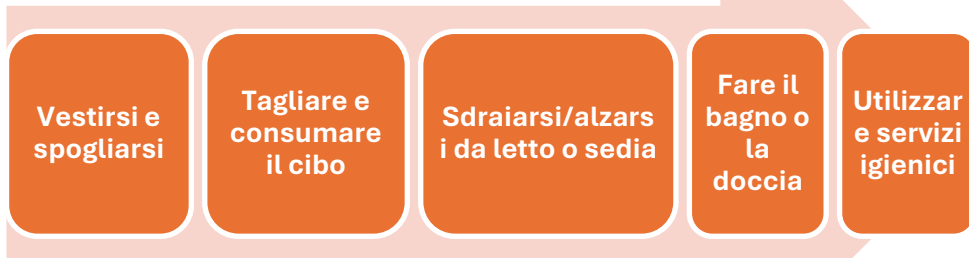 Vestirsi e
spogliarsi
Tagliare e
consumare
il cibo
Sdraiarsi/alzars
i da letto o sedia
Fare il
bagno o
la
doccia
Utilizzar
e servizi
igienici